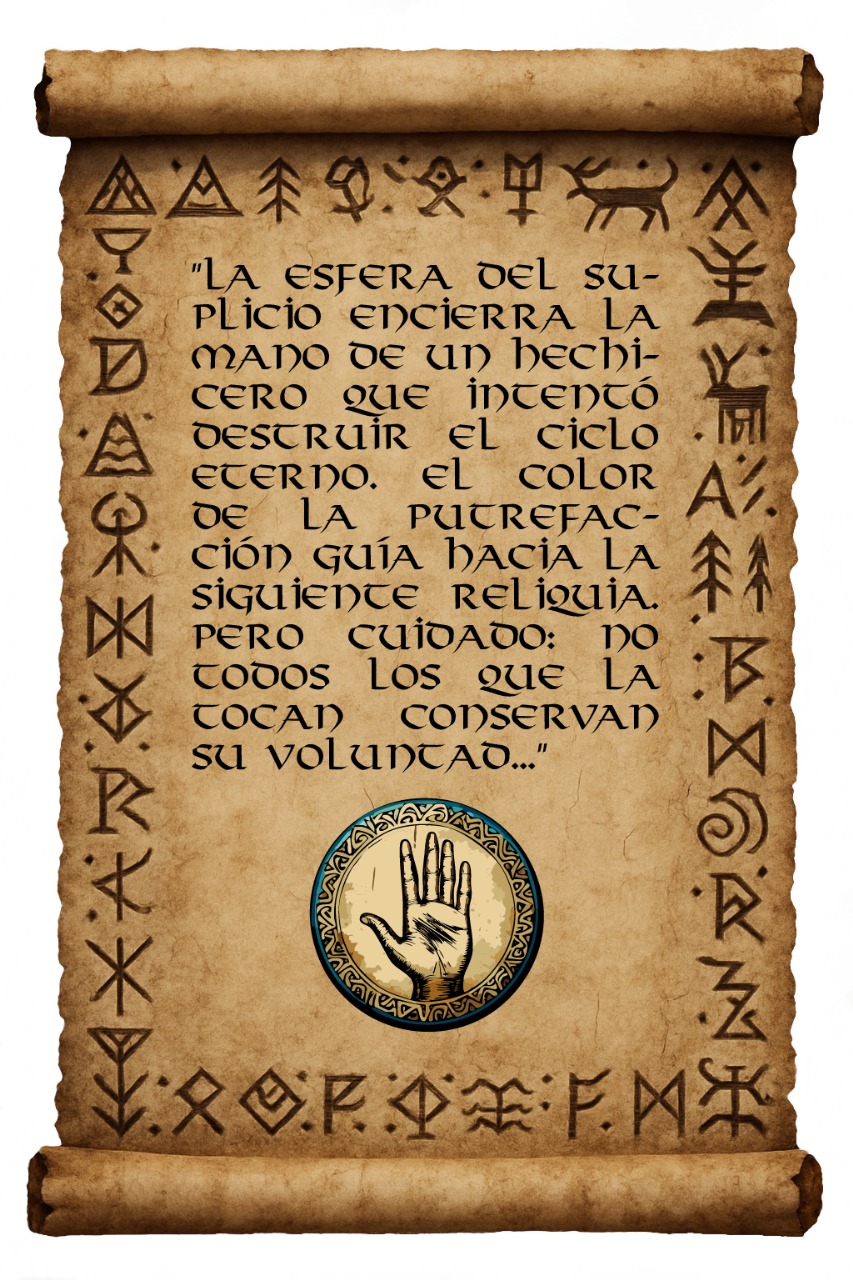 "La esfera del su-
plicio encierra la
mano de un hechi-
cero que intentó
destruir el ciclo
eterno. El color
de la putrefac-
ción guía hacia la
siguiente reliquia.
Pero cuidado: no
todos los que la
tocan conservan
su voluntad..."